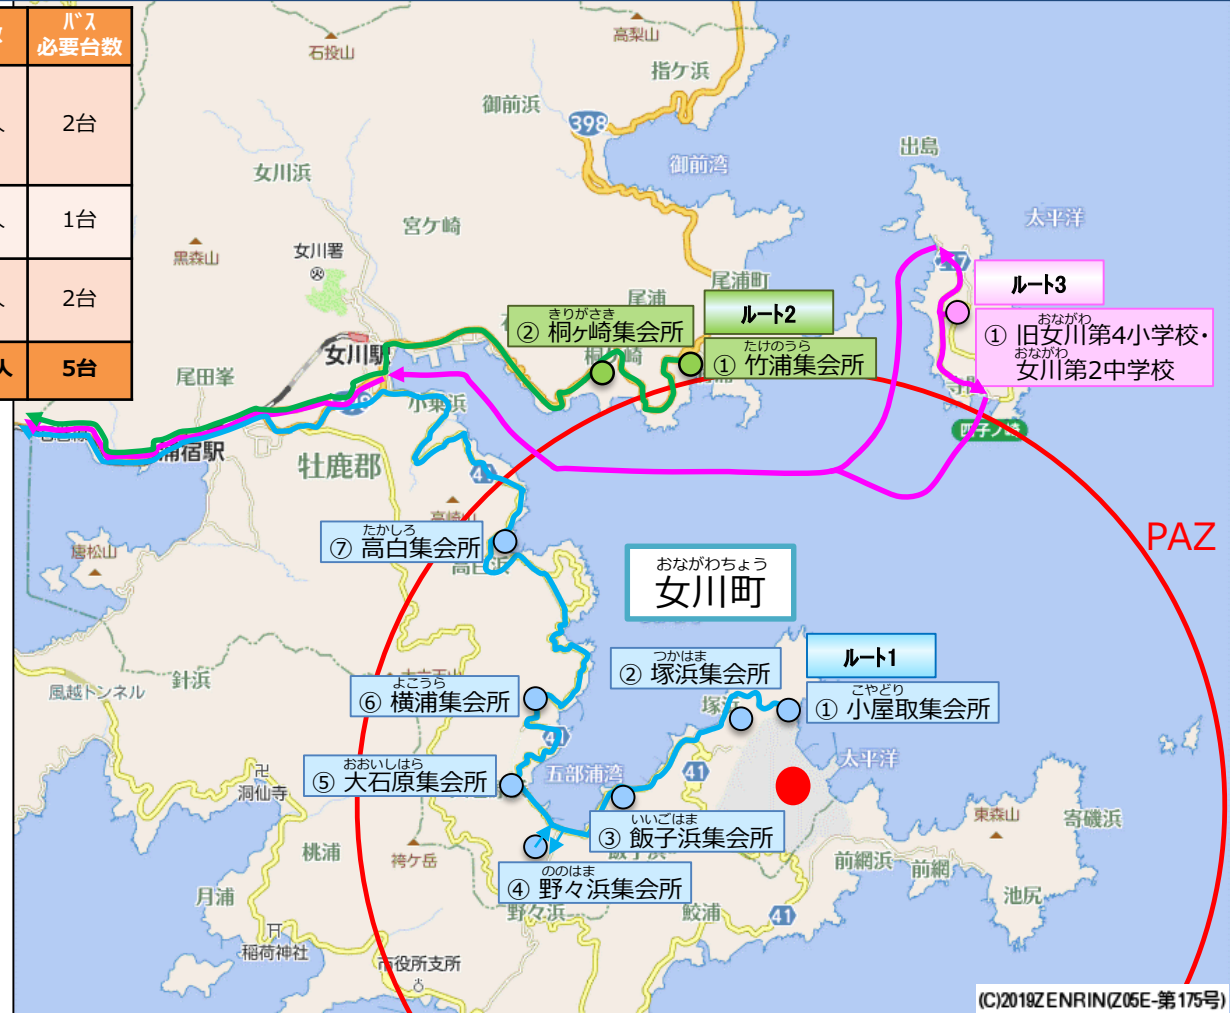 バス
必要台数
2台
1台
2台
人
5台
石投山
高梨山
指ケ浜
御前浜
398
出島
女川浜
御前湾
太平洋
宮ケ崎
黒森山
女川署
尾浦町
尾浦
ルート3
おながわ
① 旧女川第4小学校・
おながわ
女川第2中学校
ルート2
きりがさき
② 桐ケ崎集会所
たけのうら
① 竹浦集会所
女川駅
尾田峯
小乗浜
浦宿駅
牡鹿郡
41
PAZ
たかしろ
⑦ 高白集会所
唐松山
おながわちょう
女川町
ルート1
つかはま
② 塚浜集会所
こやどり
① 小屋取集会所
針浜
風越トンネル
よこうら
⑥ 横浦集会所
41
太平洋
おおいしはら
⑤ 大石原集会所
五部浦湾
41
洞仙寺
いいごはま
③ 飯子浜集会所
東森山
寄磯浜
桃浦
袴ケ岳
ののはま
④ 野々浜集会所
前網浜
前網
月浦
野々浜
鮫浦
41
池尻
稲荷神社
市役所支所
(C)2019ZENRIN(Z05E-第175号)